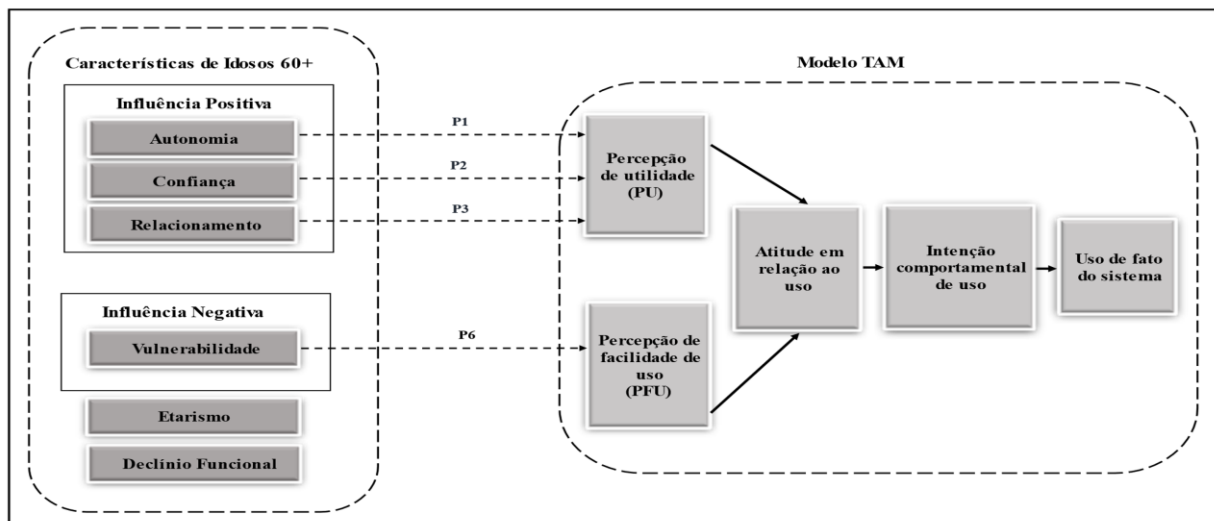 Características de Idosos 60+
Influência Positiva
Autonomia
Confiança
Relacionamento
Influência Negativa
Vulnerabilidade
Etarismo
Declínio Funcional
P1
P2
P3
P6
Modelo TAM
Percepção
de utilidade
(PU)
Percepção de
facilidade de
uso
(PFU)
Atitude em
relação ao
uso
Intenção
comportamental
de uso
Uso de fato
do sistema